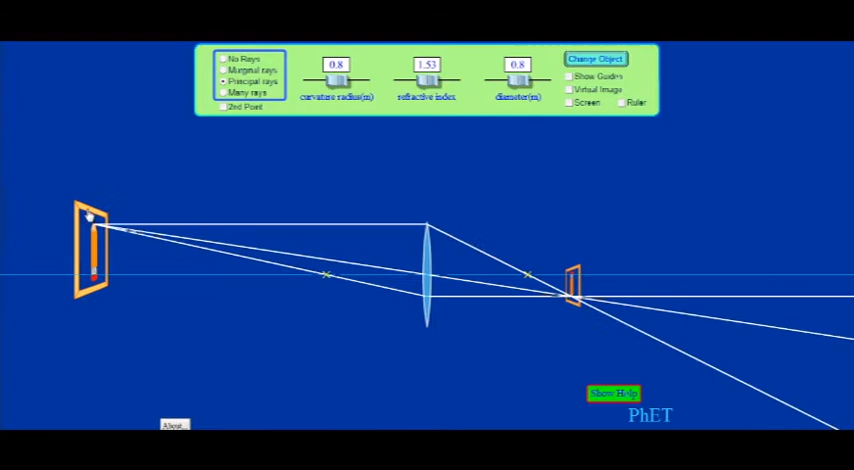 No Rays
Marginal rays
Principal rays
Many rays
2nd Point
0.8
curvature radius(m)
1.53
refractive index
0.8
diameter(m)
Change Object
Show Guides
Virtual Image
Screen
Ruler
Show Help
PhET
About...